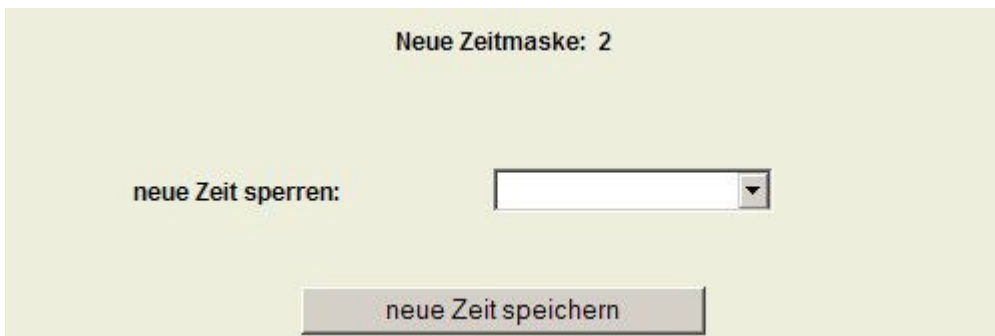 Neue Zeitmaske: 2
neue Zeit sperren:
neue Zeit speichern